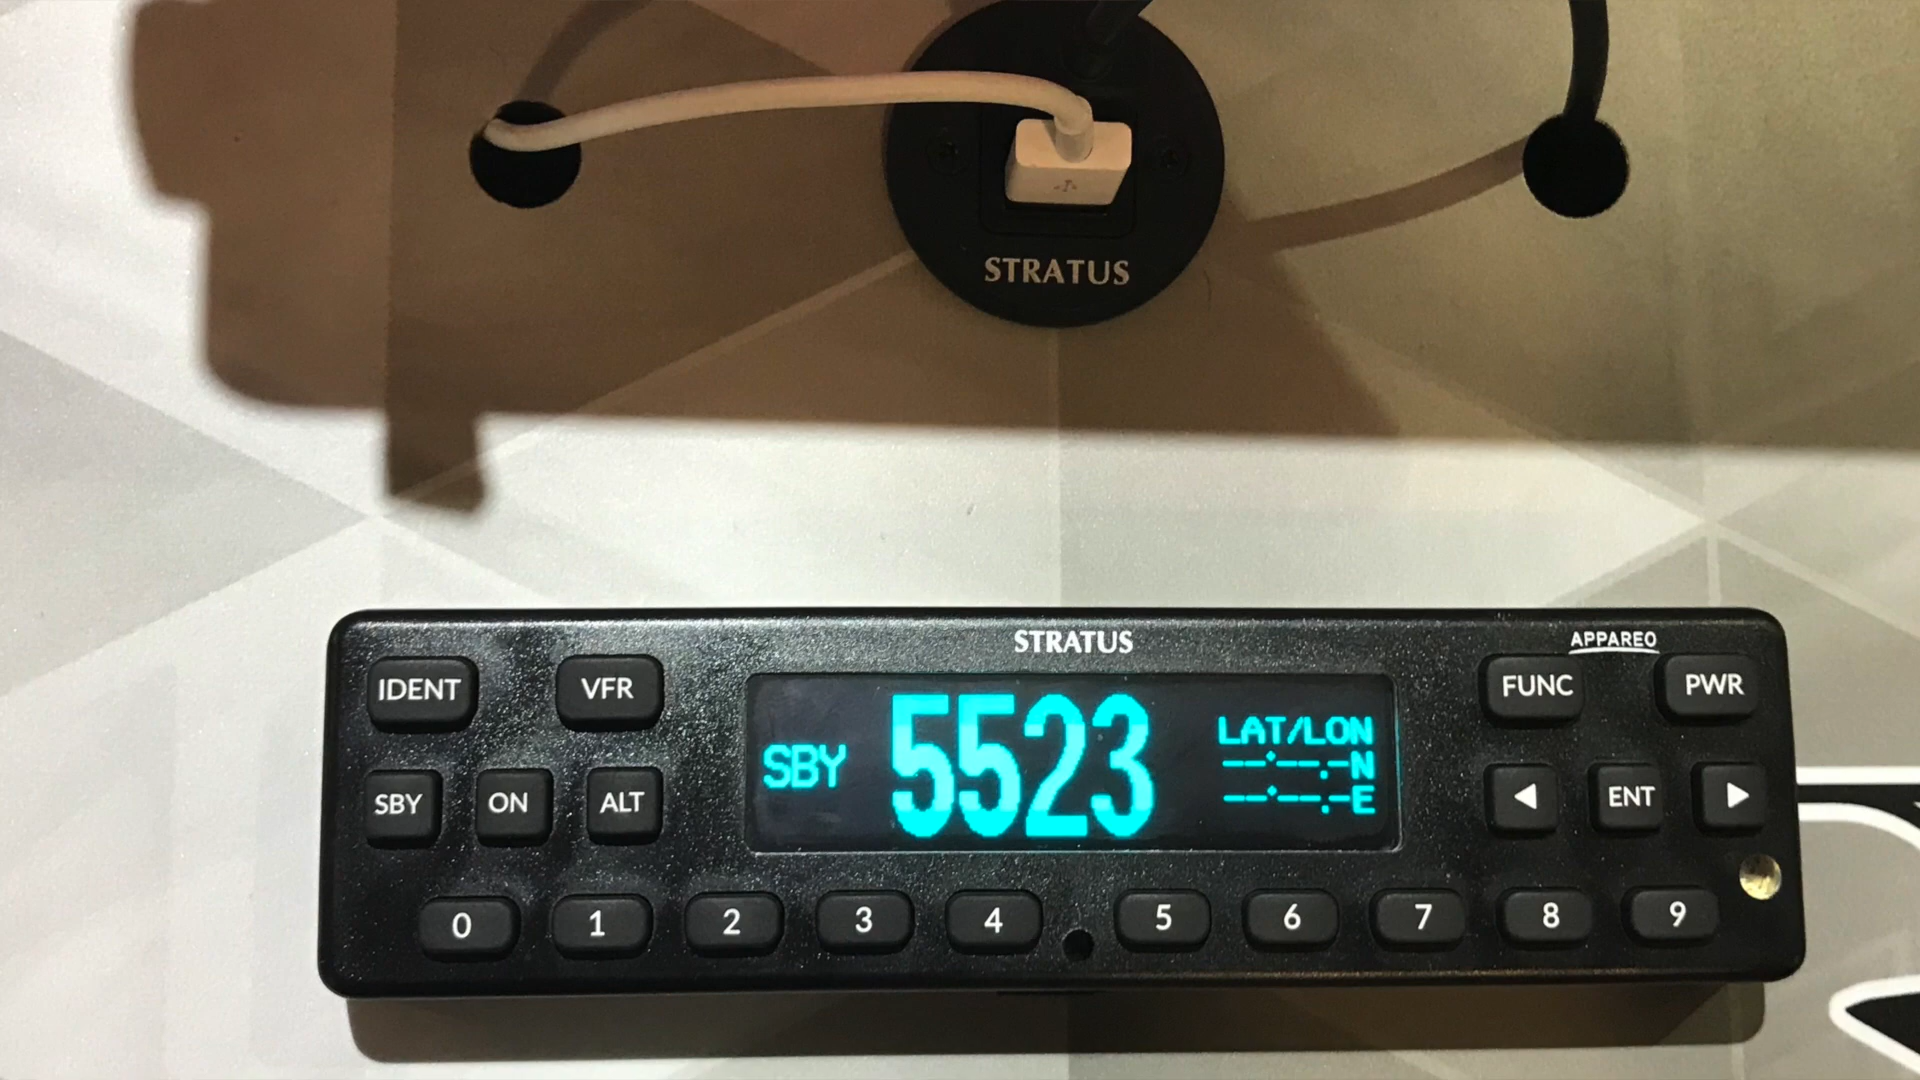 STRATUS
STRATUS
APPAREO
IDENT
VFR
FUNC
PWR
SBY
5523
LAT/LON
--°--.-N
--°--.-E
SBY
ON
ALT
ENT
0
1
2
3
4
5
6
7
8
9